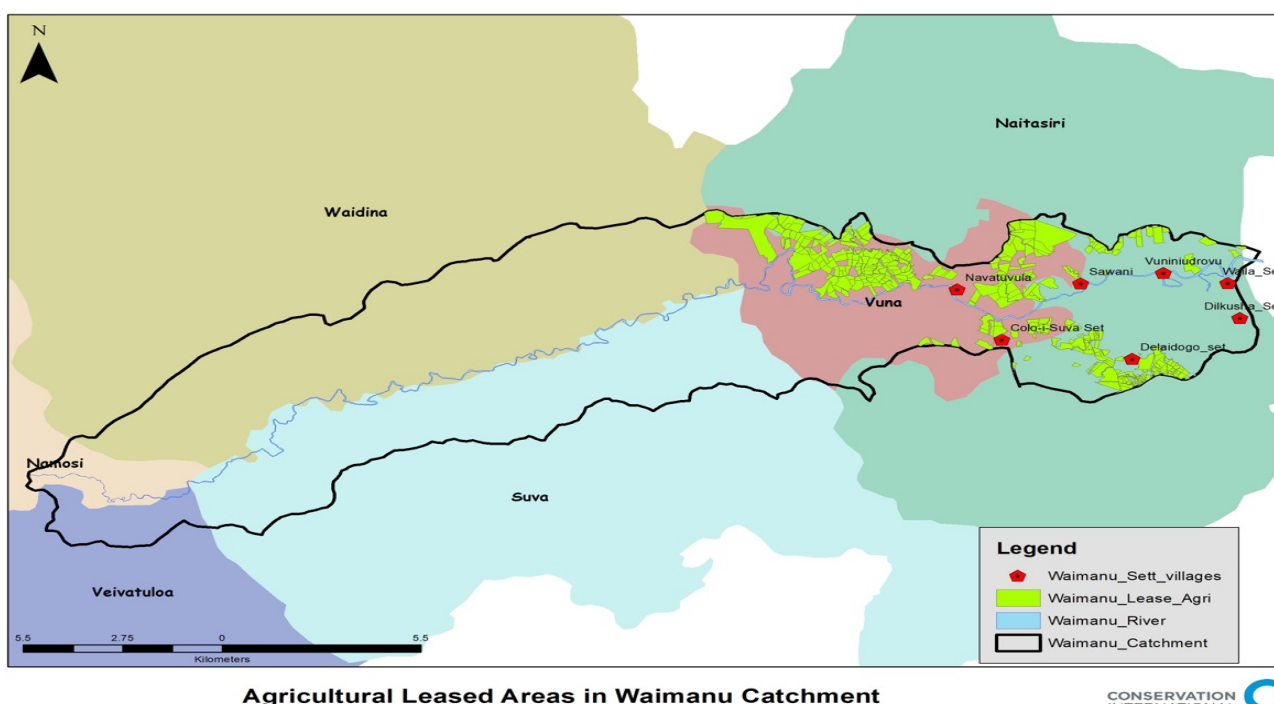 N
Naitasiri
Waidina
Vuniniudrovu
Navatuvula
Sawani
Vuna
Colo-i-Suva Set
Delaidogo_set
Namosi
Suva
Veivatuloa
5.5 2.75 0 5.5
Kilometers
Legend
Waimanu_Sett_villages
Waimanu_Lease_Agri
Waimanu_River
Waimanu_Catchment
Agricultural Leased Areas in Waimanu Catchment
CONSERVATION
INTERNATIONAL